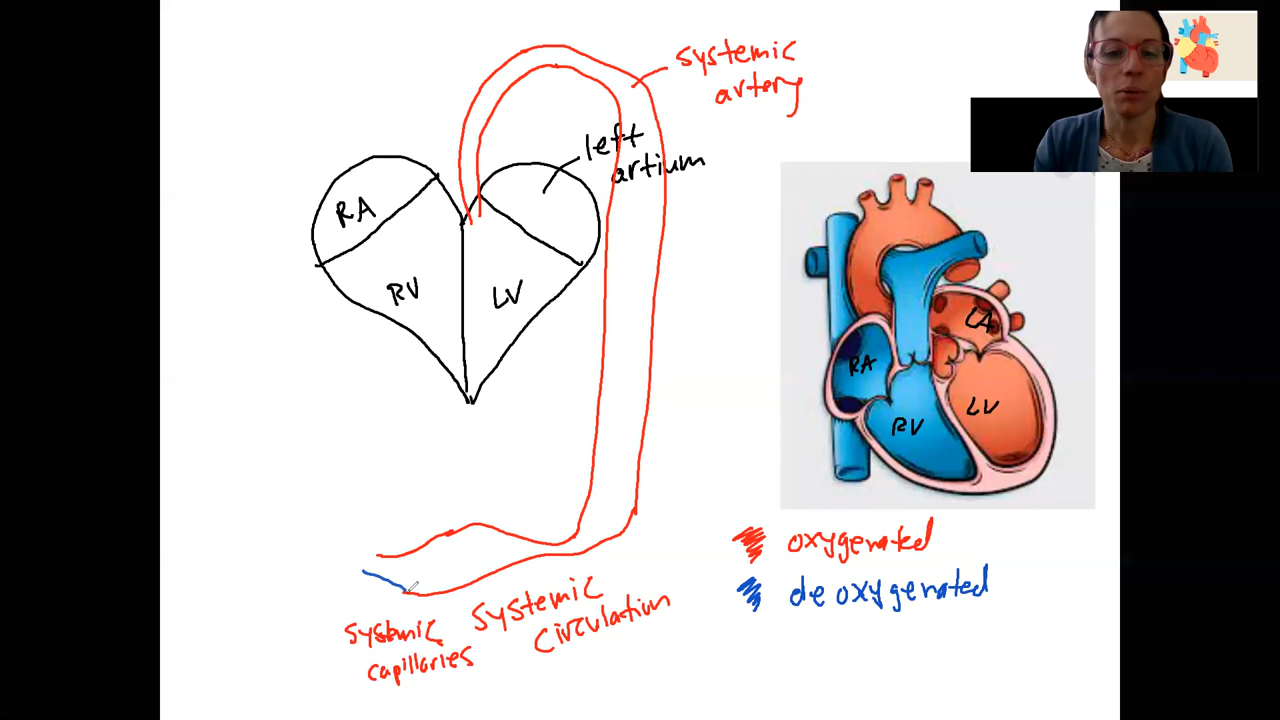 systemic
artery
left
artium
RA
RV
LV
LA
RA
LV
RV
oxygenated
deoxygenated
systemic
circulation
systemic
capillaries